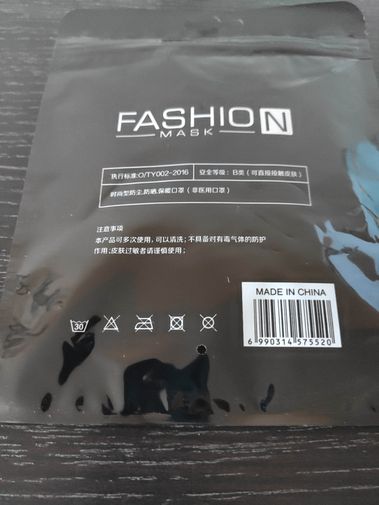 FASHION
MASK
执行标准:Q/TY002-2016 安全等级：B类（可直接接触皮肤）
时尚型防尘,防晒,保暖口罩（非医用口罩）
注意事项
本产品可多次使用，可以清洗；不具备对有毒气体的防护
作用;皮肤过敏者请谨慎使用；
MADE IN CHINA
30
6 990314 575520